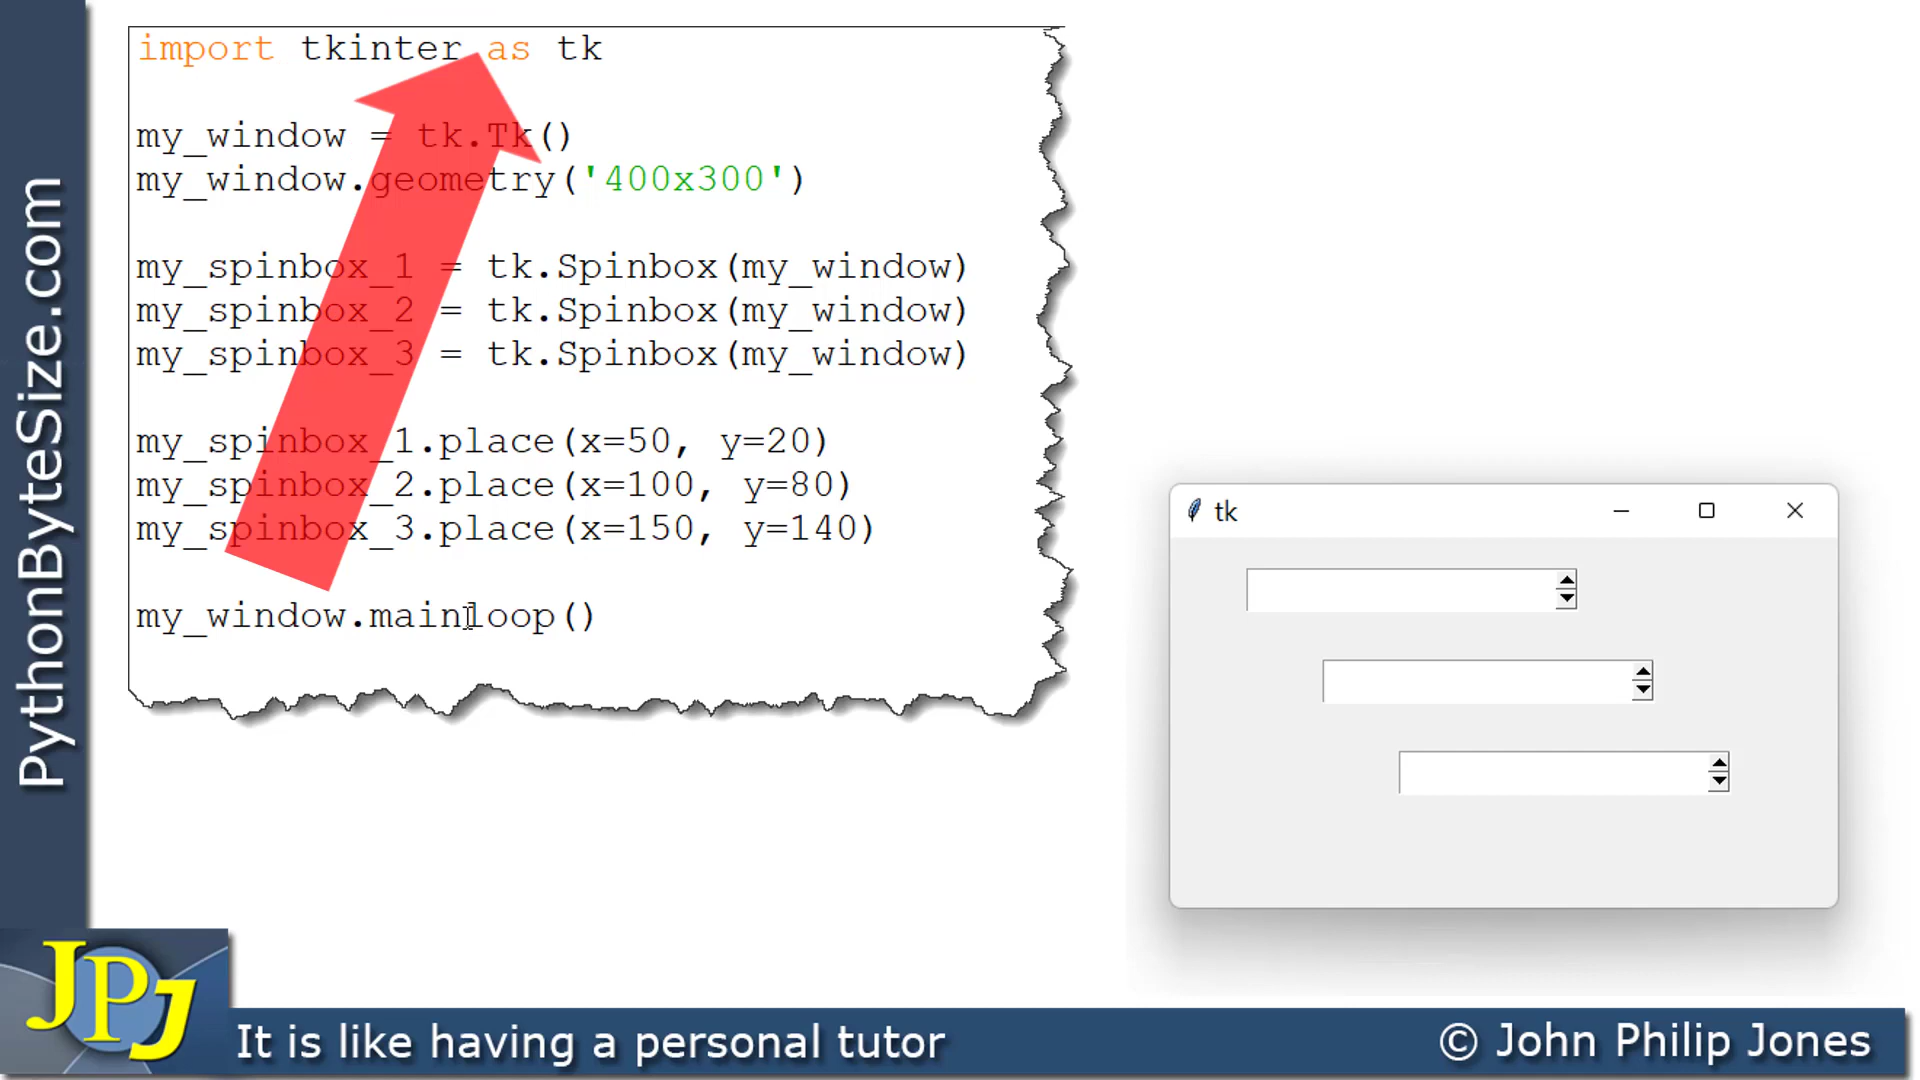 PythonByteSize.com
import tkinter as tk
my_window = tk.Tk()
my_window.geometry('400x300')
my_spinbox_1 = tk.Spinbox(my_window)
my_spinbox_2 = tk.Spinbox(my_window)
my_spinbox_3 = tk.Spinbox(my_window)
my_spinbox_1.place(x=50, y=20)
my_spinbox_2.place(x=100, y=80)
my_spinbox_3.place(x=150, y=140)
my_window.mainloop()
tk
JPJ
It is like having a personal tutor
© John Philip Jones